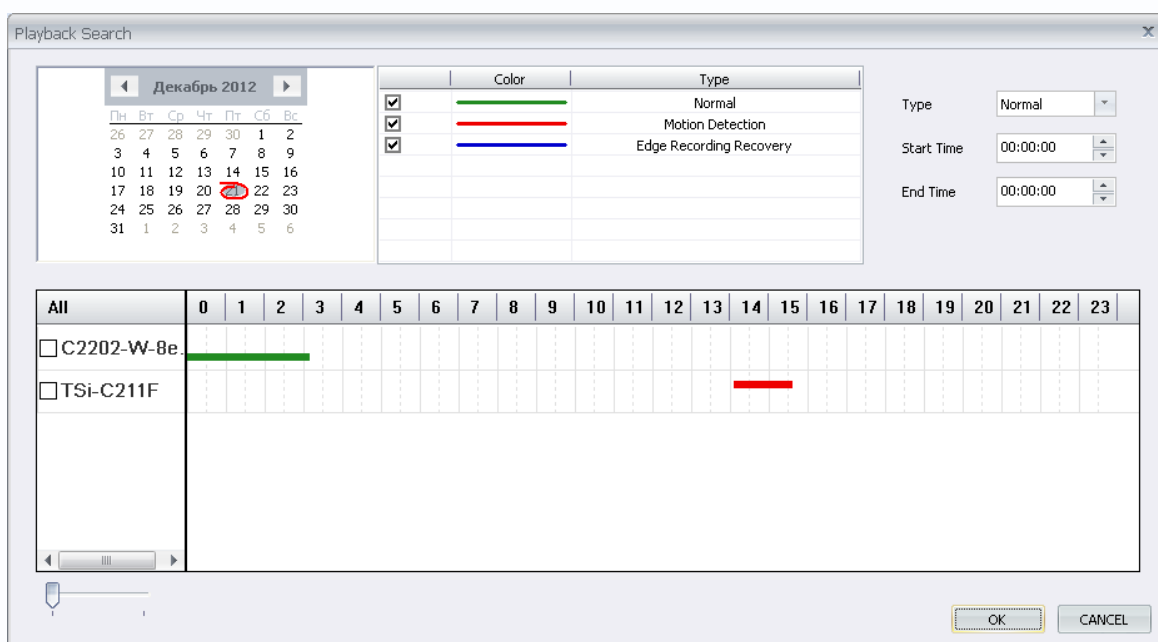 Playback Search
Декабрь 2012
Пн Вт Ср Чт Пт Сб Вс
26 27 28 29 30 1 2
3 4 5 6 7 8 9
10 11 12 13 14 15 16
17 18 19 20 21 22 23
24 25 26 27 28 29 30
31 1 2 3 4 5 6
Color Type
Normal
Motion Detection
Edge Recording Recovery
Type Normal
Start Time 00:00:00
End Time 00:00:00
All 0 1 2 3 4 5 6 7 8 9 10 11 12 13 14 15 16 17 18 19 20 21 22 23
C2202-W-8e.
TSi-C211F
OK CANCEL